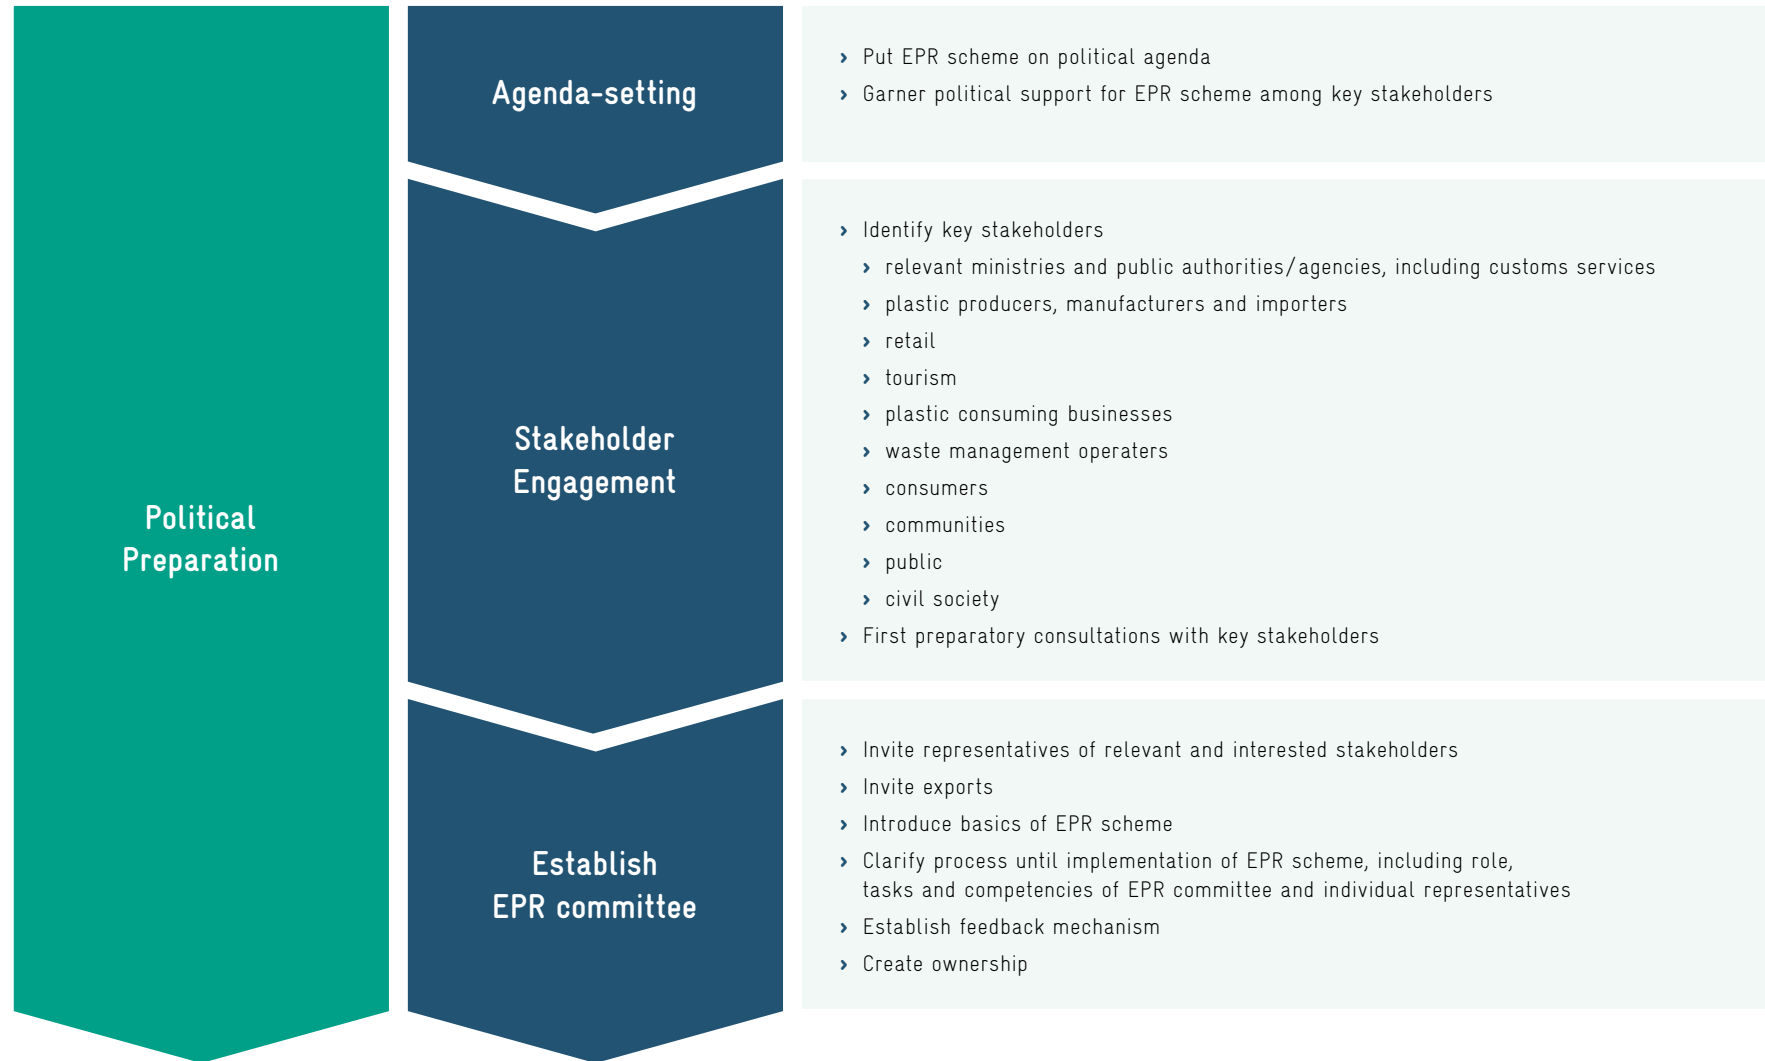 Political
Preparation
Agenda-setting
› Put EPR scheme on political agenda
› Garner political support for EPR scheme among key stakeholders
Stakeholder
Engagement
› Identify key stakeholders
› relevant ministries and public authorities/agencies, including customs services
› plastic producers, manufacturers and importers
› retail
› tourism
› plastic consuming businesses
› waste management operaters
› consumers
› communities
› public
› civil society
› First preparatory consultations with key stakeholders
Establish
EPR committee
› Invite representatives of relevant and interested stakeholders
› Invite exports
› Introduce basics of EPR scheme
› Clarify process until implementation of EPR scheme, including role,
tasks and competencies of EPR committee and individual representatives
› Establish feedback mechanism
› Create ownership